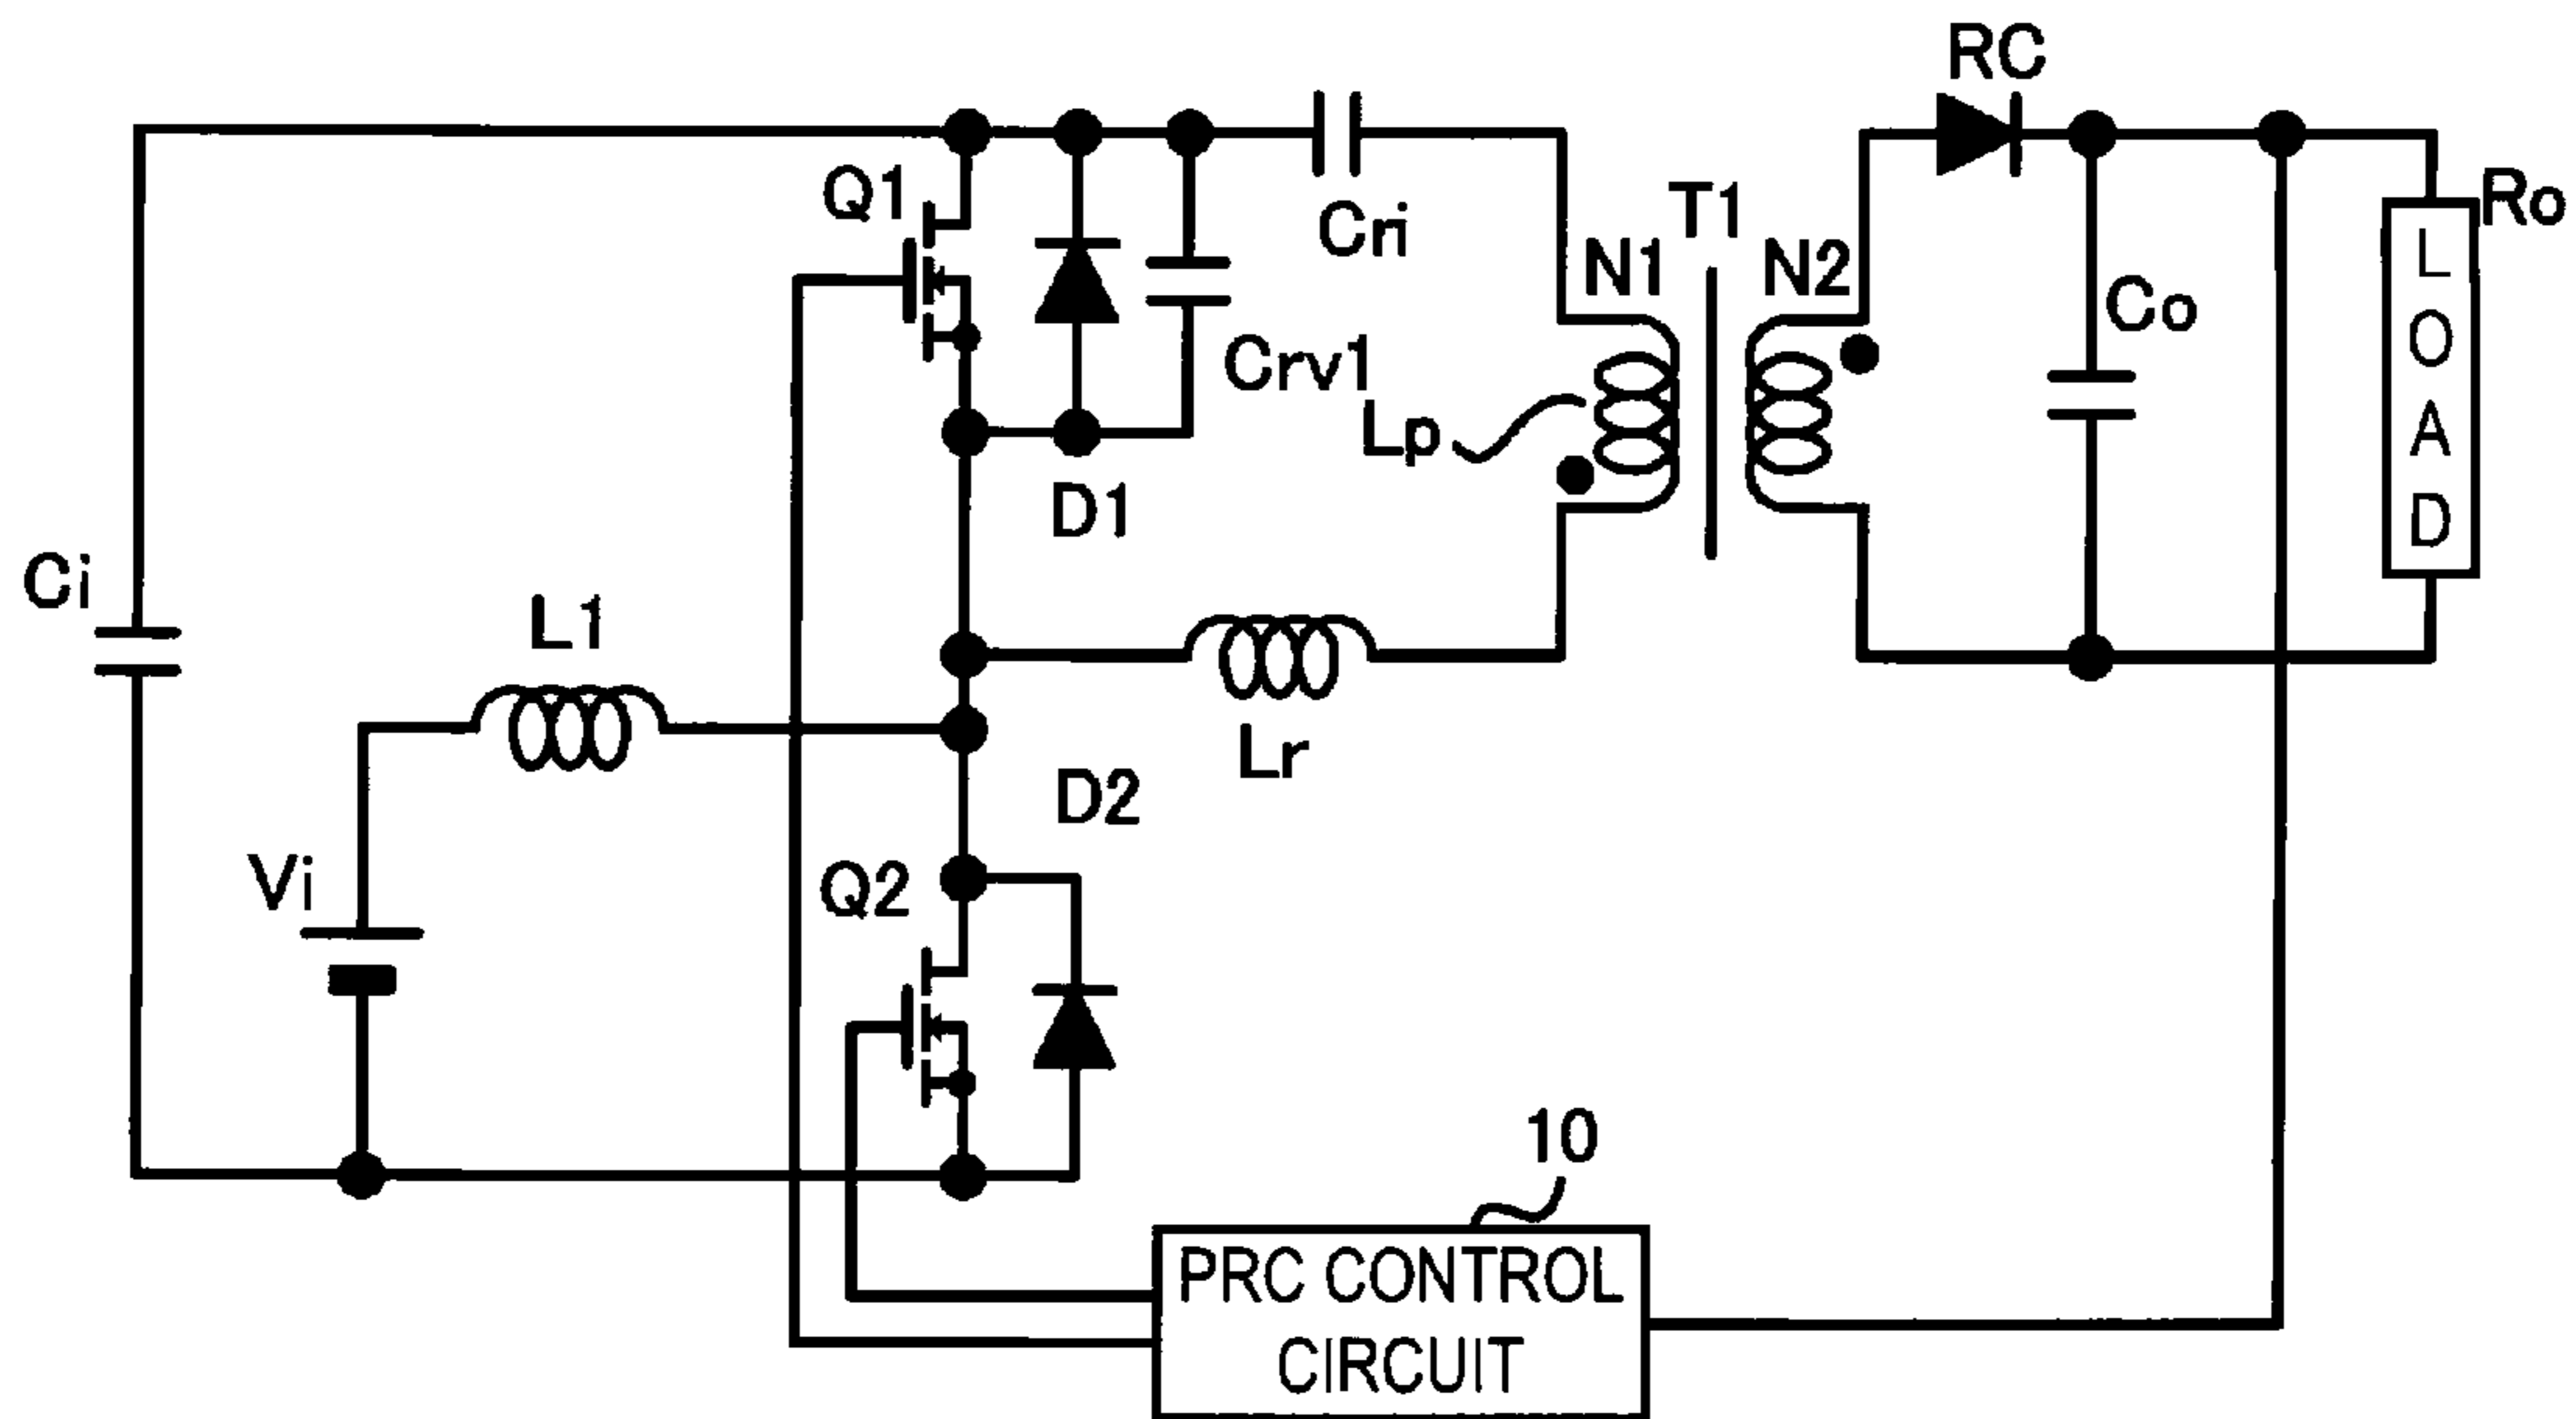 RC
Q1
Cri
T1
Ro
N1
N2
Co
Crv1
Lp
LOAD
D1
Ci
L1
Lr
D2
Vi
Q2
10
PRC CONTROL
CIRCUIT